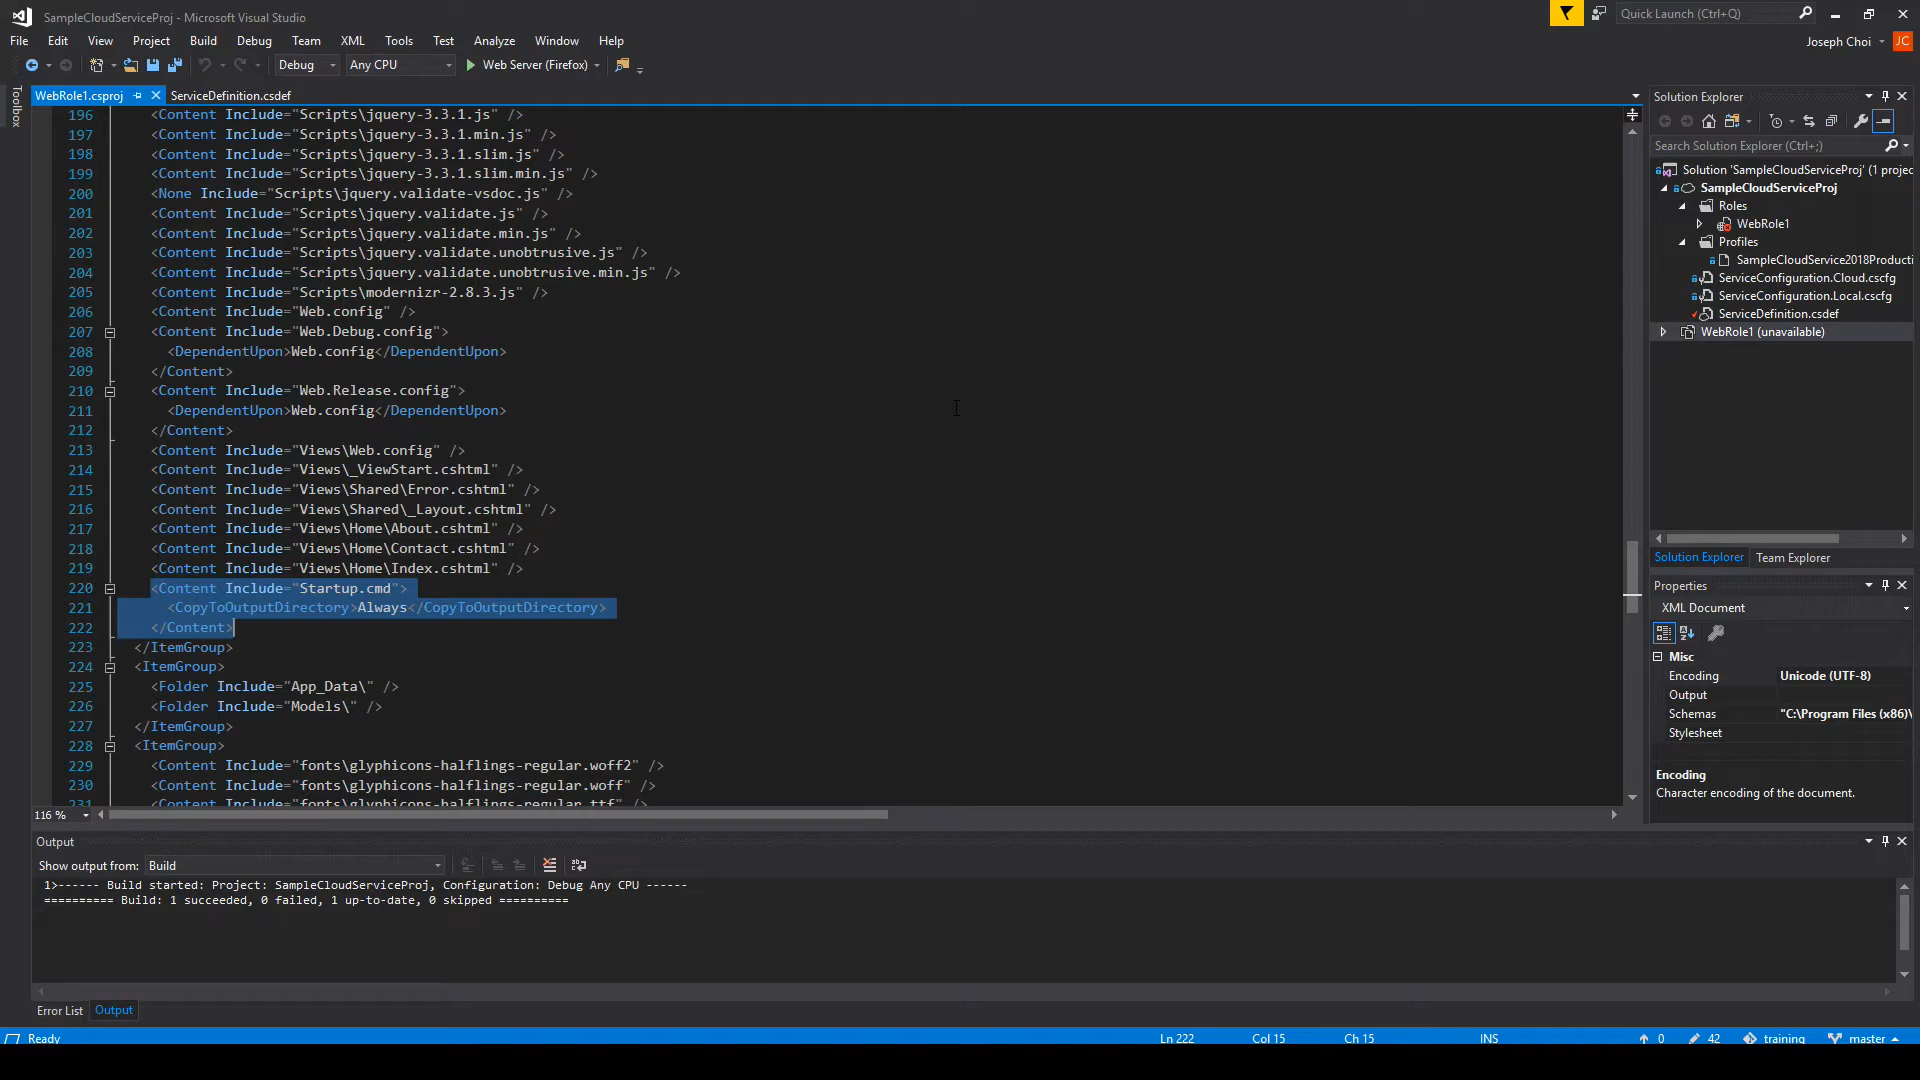 SampleCloudServiceProj - Microsoft Visual Studio
Quick Launch (Ctrl+Q)
File Edit View Project Build Debug Team XML Tools Test Analyze Window Help
Joseph Choi JC
Debug Any CPU Web Server (Firefox)
Toolbox
WebRole1.csproj ServiceDefinition.csdef
196 <Content Include="Scripts\jquery-3.3.1.js" />
197 <Content Include="Scripts\jquery-3.3.1.min.js" />
198 <Content Include="Scripts\jquery-3.3.1.slim.js" />
199 <Content Include="Scripts\jquery-3.3.1.slim.min.js" />
200 <None Include="Scripts\jquery.validate-vsdoc.js" />
201 <Content Include="Scripts\jquery.validate.js" />
202 <Content Include="Scripts\jquery.validate.min.js" />
203 <Content Include="Scripts\jquery.validate.unobtrusive.js" />
204 <Content Include="Scripts\jquery.validate.unobtrusive.min.js" />
205 <Content Include="Scripts\modernizr-2.8.3.js" />
206 <Content Include="Web.config" />
207 <Content Include="Web.Debug.config">
208 <DependentUpon>Web.config</DependentUpon>
209 </Content>
210 <Content Include="Web.Release.config">
211 <DependentUpon>Web.config</DependentUpon>
212 </Content>
213 <Content Include="Views\Web.config" />
214 <Content Include="Views\_ViewStart.cshtml" />
215 <Content Include="Views\Shared\Error.cshtml" />
216 <Content Include="Views\Shared\_Layout.cshtml" />
217 <Content Include="Views\Home\About.cshtml" />
218 <Content Include="Views\Home\Contact.cshtml" />
219 <Content Include="Views\Home\Index.cshtml" />
220 <Content Include="Startup.cmd">
221 <CopyToOutputDirectory>Always</CopyToOutputDirectory>
222 </Content>
223 </ItemGroup>
224 <ItemGroup>
225 <Folder Include="App_Data\" />
226 <Folder Include="Models\" />
227 </ItemGroup>
228 <ItemGroup>
229 <Content Include="fonts\glyphicons-halflings-regular.woff2" />
230 <Content Include="fonts\glyphicons-halflings-regular.woff" />
231 <Content Include="fonts\glyphicons-halflings-regular.ttf" />
116 %
Solution Explorer
Search Solution Explorer (Ctrl+;)
Solution 'SampleCloudServiceProj' (1 projec
SampleCloudServiceProj
Roles
WebRole1
Profiles
SampleCloudService2018Producti
ServiceConfiguration.Cloud.cscfg
ServiceConfiguration.Local.cscfg
ServiceDefinition.csdef
WebRole1 (unavailable)
Solution Explorer Team Explorer
Properties
XML Document
Misc
Encoding Unicode (UTF-8)
Output
Schemas "C:\Program Files (x86)\
Stylesheet
Encoding
Character encoding of the document.
Output
Show output from: Build
1>------ Build started: Project: SampleCloudServiceProj, Configuration: Debug Any CPU ------
========== Build: 1 succeeded, 0 failed, 1 up-to-date, 0 skipped ==========
Error List Output
Ready Ln 222 Col 15 Ch 15 INS 0 42 training master